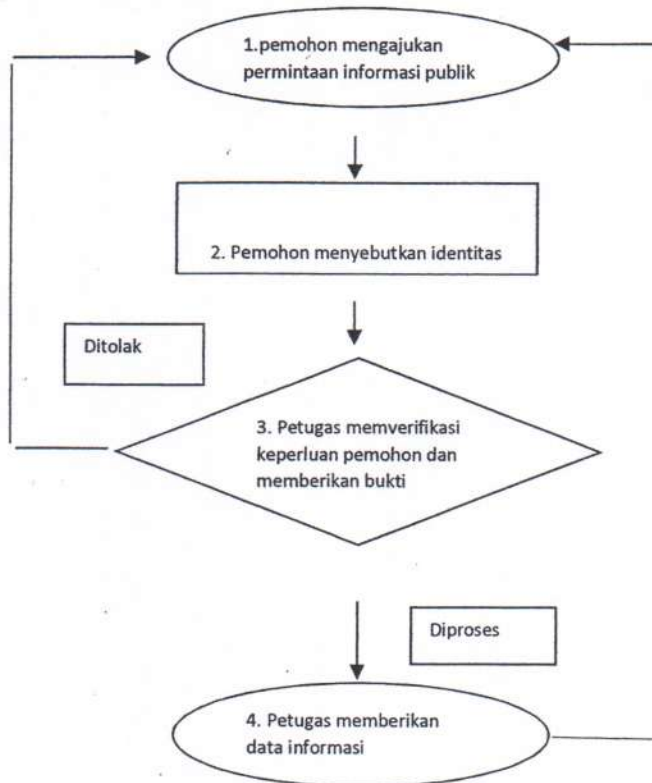 1.pemohon mengajukan
permintaan informasi publik
2. Pemohon menyebutkan identitas
Ditolak
3. Petugas memverifikasi
keperluan pemohon dan
memberikan bukti
Diproses
4. Petugas memberikan
data informasi